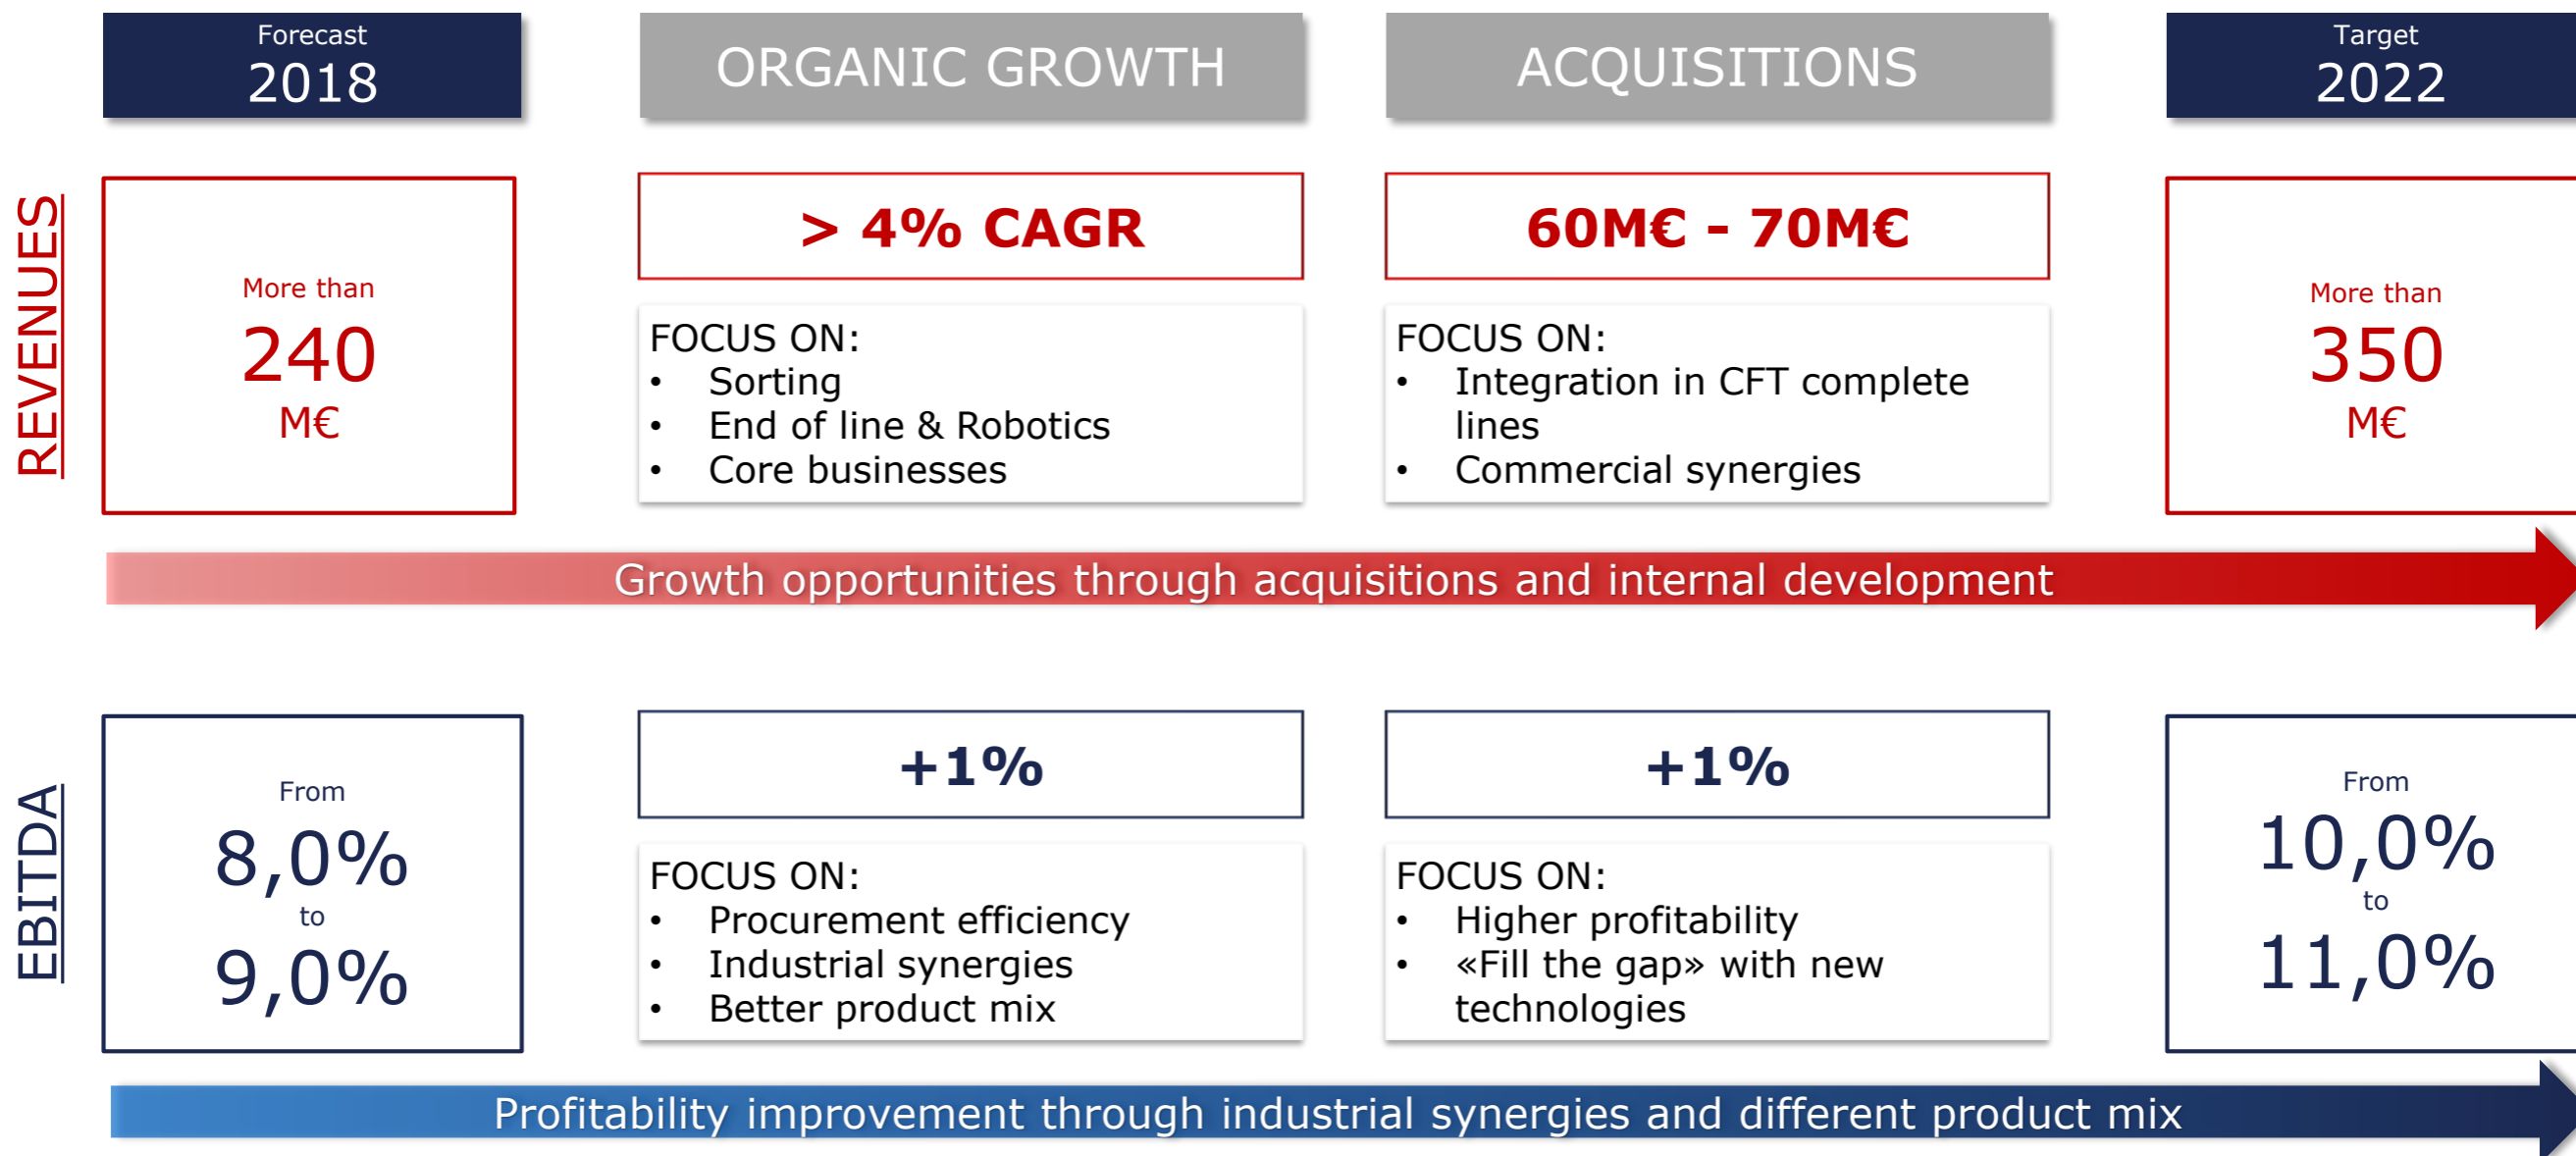 Forecast
2018
ORGANIC GROWTH
ACQUISITIONS
Target
2022
REVENUES
More than
240
M€
> 4% CAGR
FOCUS ON:
• Sorting
• End of line & Robotics
• Core businesses
60M€ - 70M€
FOCUS ON:
• Integration in CFT complete
lines
• Commercial synergies
More than
350
M€
Growth opportunities through acquisitions and internal development
EBITDA
From
8,0%
to
9,0%
+1%
FOCUS ON:
• Procurement efficiency
• Industrial synergies
• Better product mix
+1%
FOCUS ON:
• Higher profitability
• «Fill the gap» with new
technologies
From
10,0%
to
11,0%
Profitability improvement through industrial synergies and different product mix